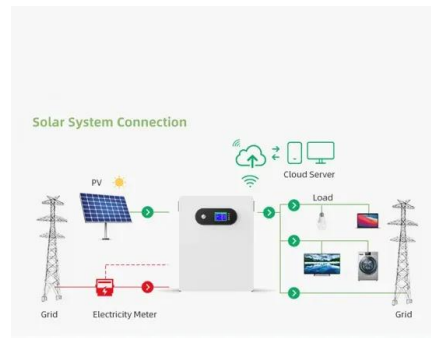 Solar System Connection
Cloud Server
PV
Load
Grid
Electricity Meter
Grid